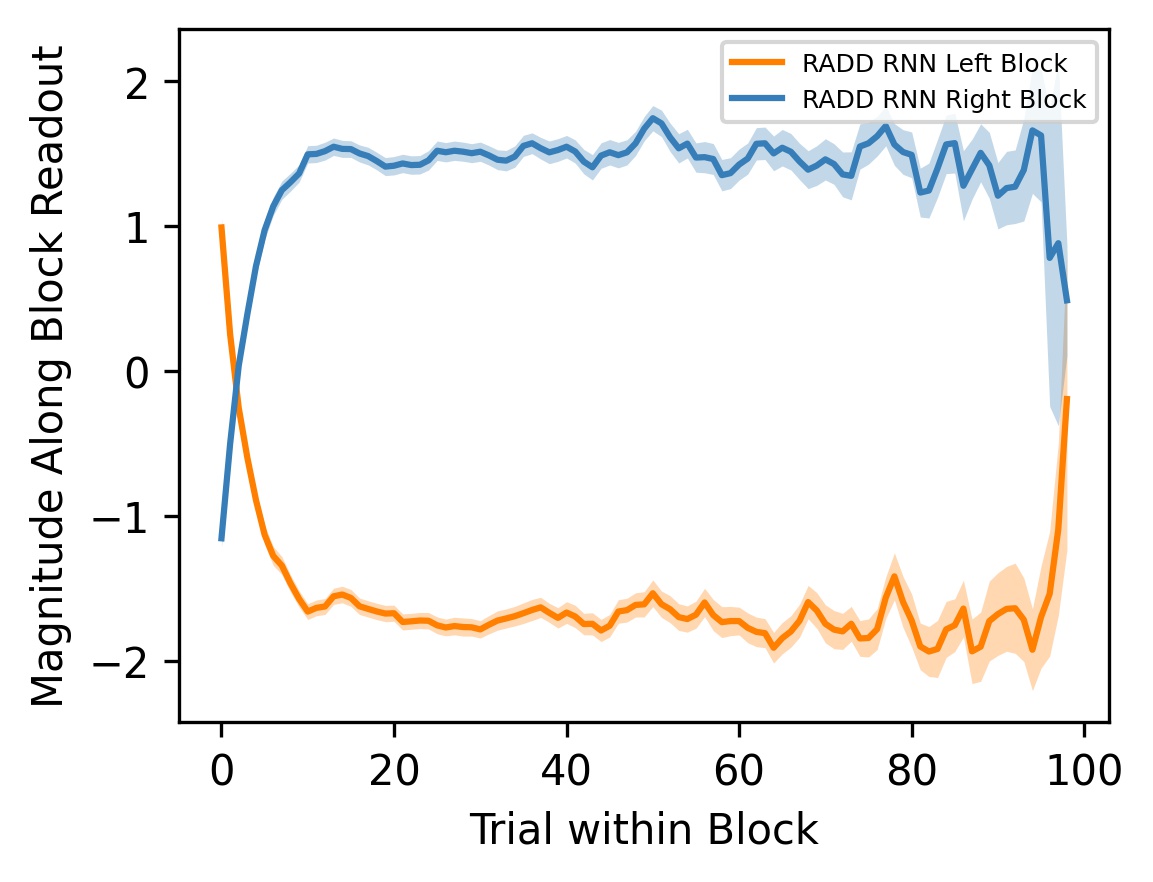 RADD RNN Left Block
RADD RNN Right Block
Magnitude Along Block Readout
2
1
0
−1
−2
0
20
40
60
80
100
Trial within Block